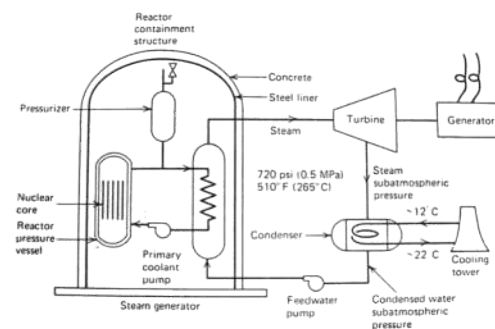 Reactor
containment
structure
Concrete
Steel liner
Pressurizer
Steam
Turbine
Generator
720 psi (0.5 MPa)
510°F (265°C)
Steam
subatmospheric
pressure
Nuclear
core
Reactor
pressure
vessel
Primary
coolant
pump
Condenser
~12°C
~22 C
Cooling
tower
Steam generator
Feedwater
pump
Condensed water
subatmospheric
pressure